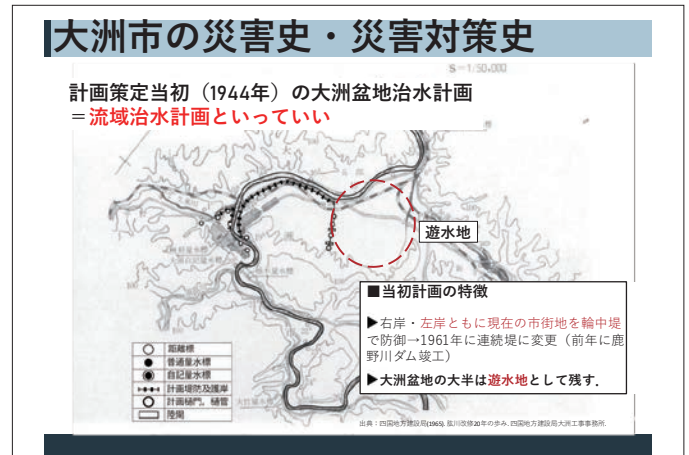 大洲市の災害史・災害対策史
S=1/50,000
計画策定当初（1944年）の大洲盆地治水計画
＝流域治水計画といっていい
遊水地
■当初計画の特徴
▶右岸・左岸ともに現在の市街地を輪中堤
で防御→1961年に連続堤に変更（前年に鹿
野川ダム竣工）
▶大洲盆地の大半は遊水地として残す.
距離標
普通量水標
自記量水標
計画堤防及護岸
計画樋門，樋管
陸閘
出典：四国地方建設局(1965). 肱川改修20年の歩み. 四国地方建設局大洲工事事務所.